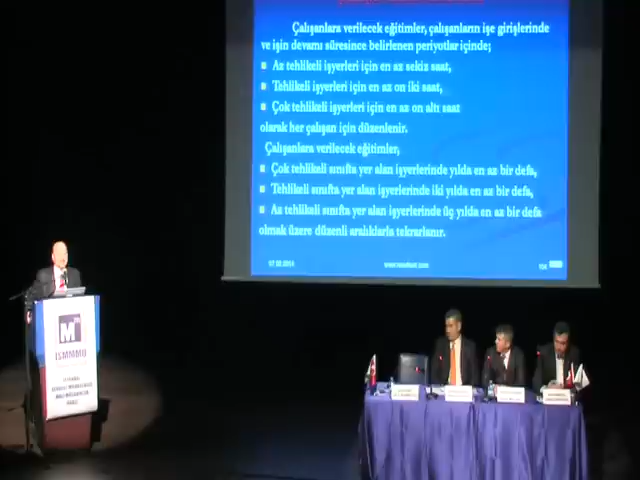 Çalışanlara verilecek eğitimler, çalışanların işe girişlerinde
ve işin devamı süresince belirlenen periyotlar içinde;
Az tehlikeli işyerleri için en az sekiz saat,
Tehlikeli işyerleri için en az on iki saat,
Çok tehlikeli işyerleri için en az on altı saat
olarak her çalışan için düzenlenir.
Çalışanlara verilecek eğitimler,
Çok tehlikeli sınıfta yer alan işyerlerinde yılda en az bir defa,
Tehlikeli sınıfta yer alan işyerlerinde iki yılda en az bir defa,
Az tehlikeli sınıfta yer alan işyerlerinde üç yılda en az bir defa
olmak üzere düzenli aralıklarla tekrarlanır.
M
ISMMMO